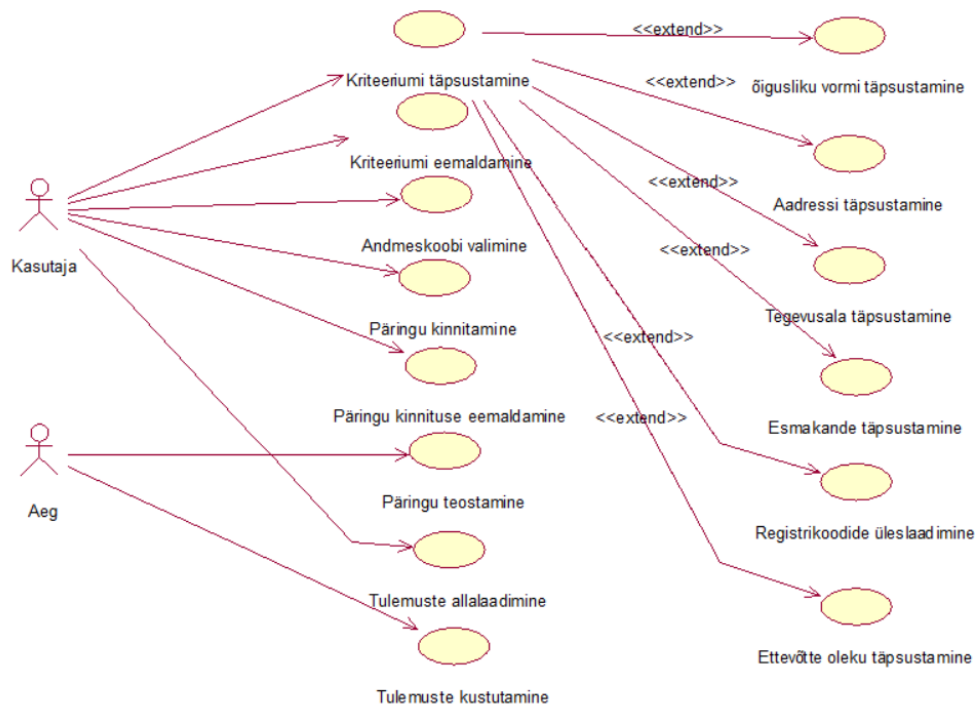 <<extend>>
õigusliku vormi täpsustamine
Kriteeriumi täpsustamine
<<extend>>
Kriteeriumi eemaldamine
<<extend>>
Aadressi täpsustamine
Kasutaja
Andmeskoobi valimine
<<extend>>
Tegevusala täpsustamine
Päringu kinnitamine
<<extend>>
Päringu kinnituse eemaldamine
<<extend>>
Esmakande täpsustamine
Aeg
Päringu teostamine
Registrikoodide üleslaadimine
Tulemuste allalaadimine
Ettevõtte oleku täpsustamine
Tulemuste kustutamine